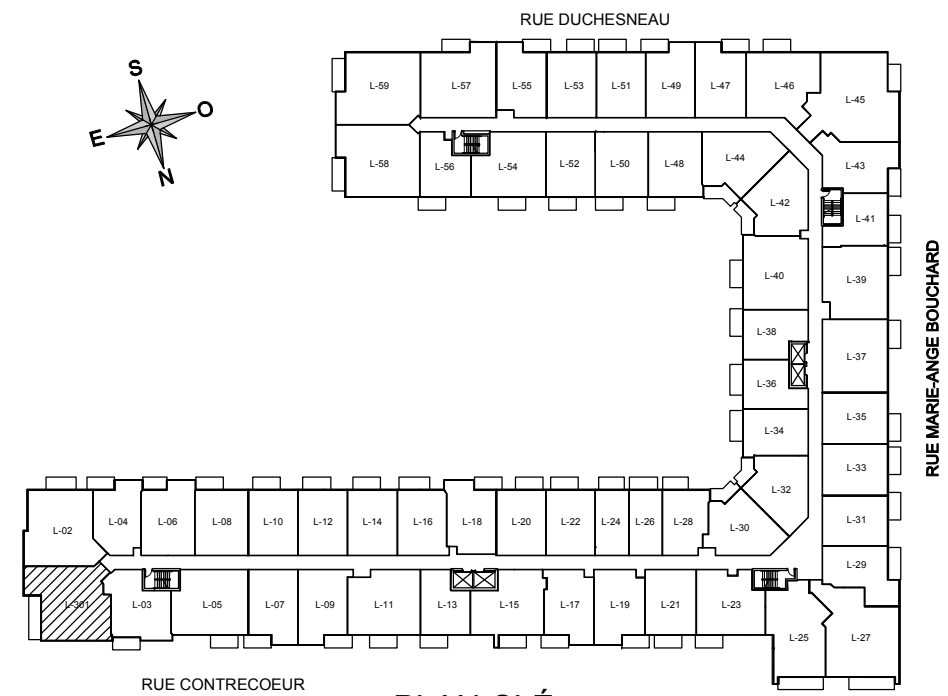 RUE DUCHESNEAU
S
O
E
N
L-59
L-57
L-55
L-53
L-51
L-49
L-47
L-46
L-45
L-58
L-56
L-54
L-52
L-50
L-48
L-44
L-43
L-42
L-41
L-40
L-39
L-38
L-37
L-36
L-35
L-34
L-33
L-32
L-31
L-30
L-29
RUE MARIE-ANGE BOUCHARD
L-02
L-04
L-06
L-08
L-10
L-12
L-14
L-16
L-18
L-20
L-22
L-24
L-26
L-28
L-301
L-03
L-05
L-07
L-09
L-11
L-13
L-15
L-17
L-19
L-21
L-23
L-25
L-27
RUE CONTRECOEUR
PLAN CLÉ